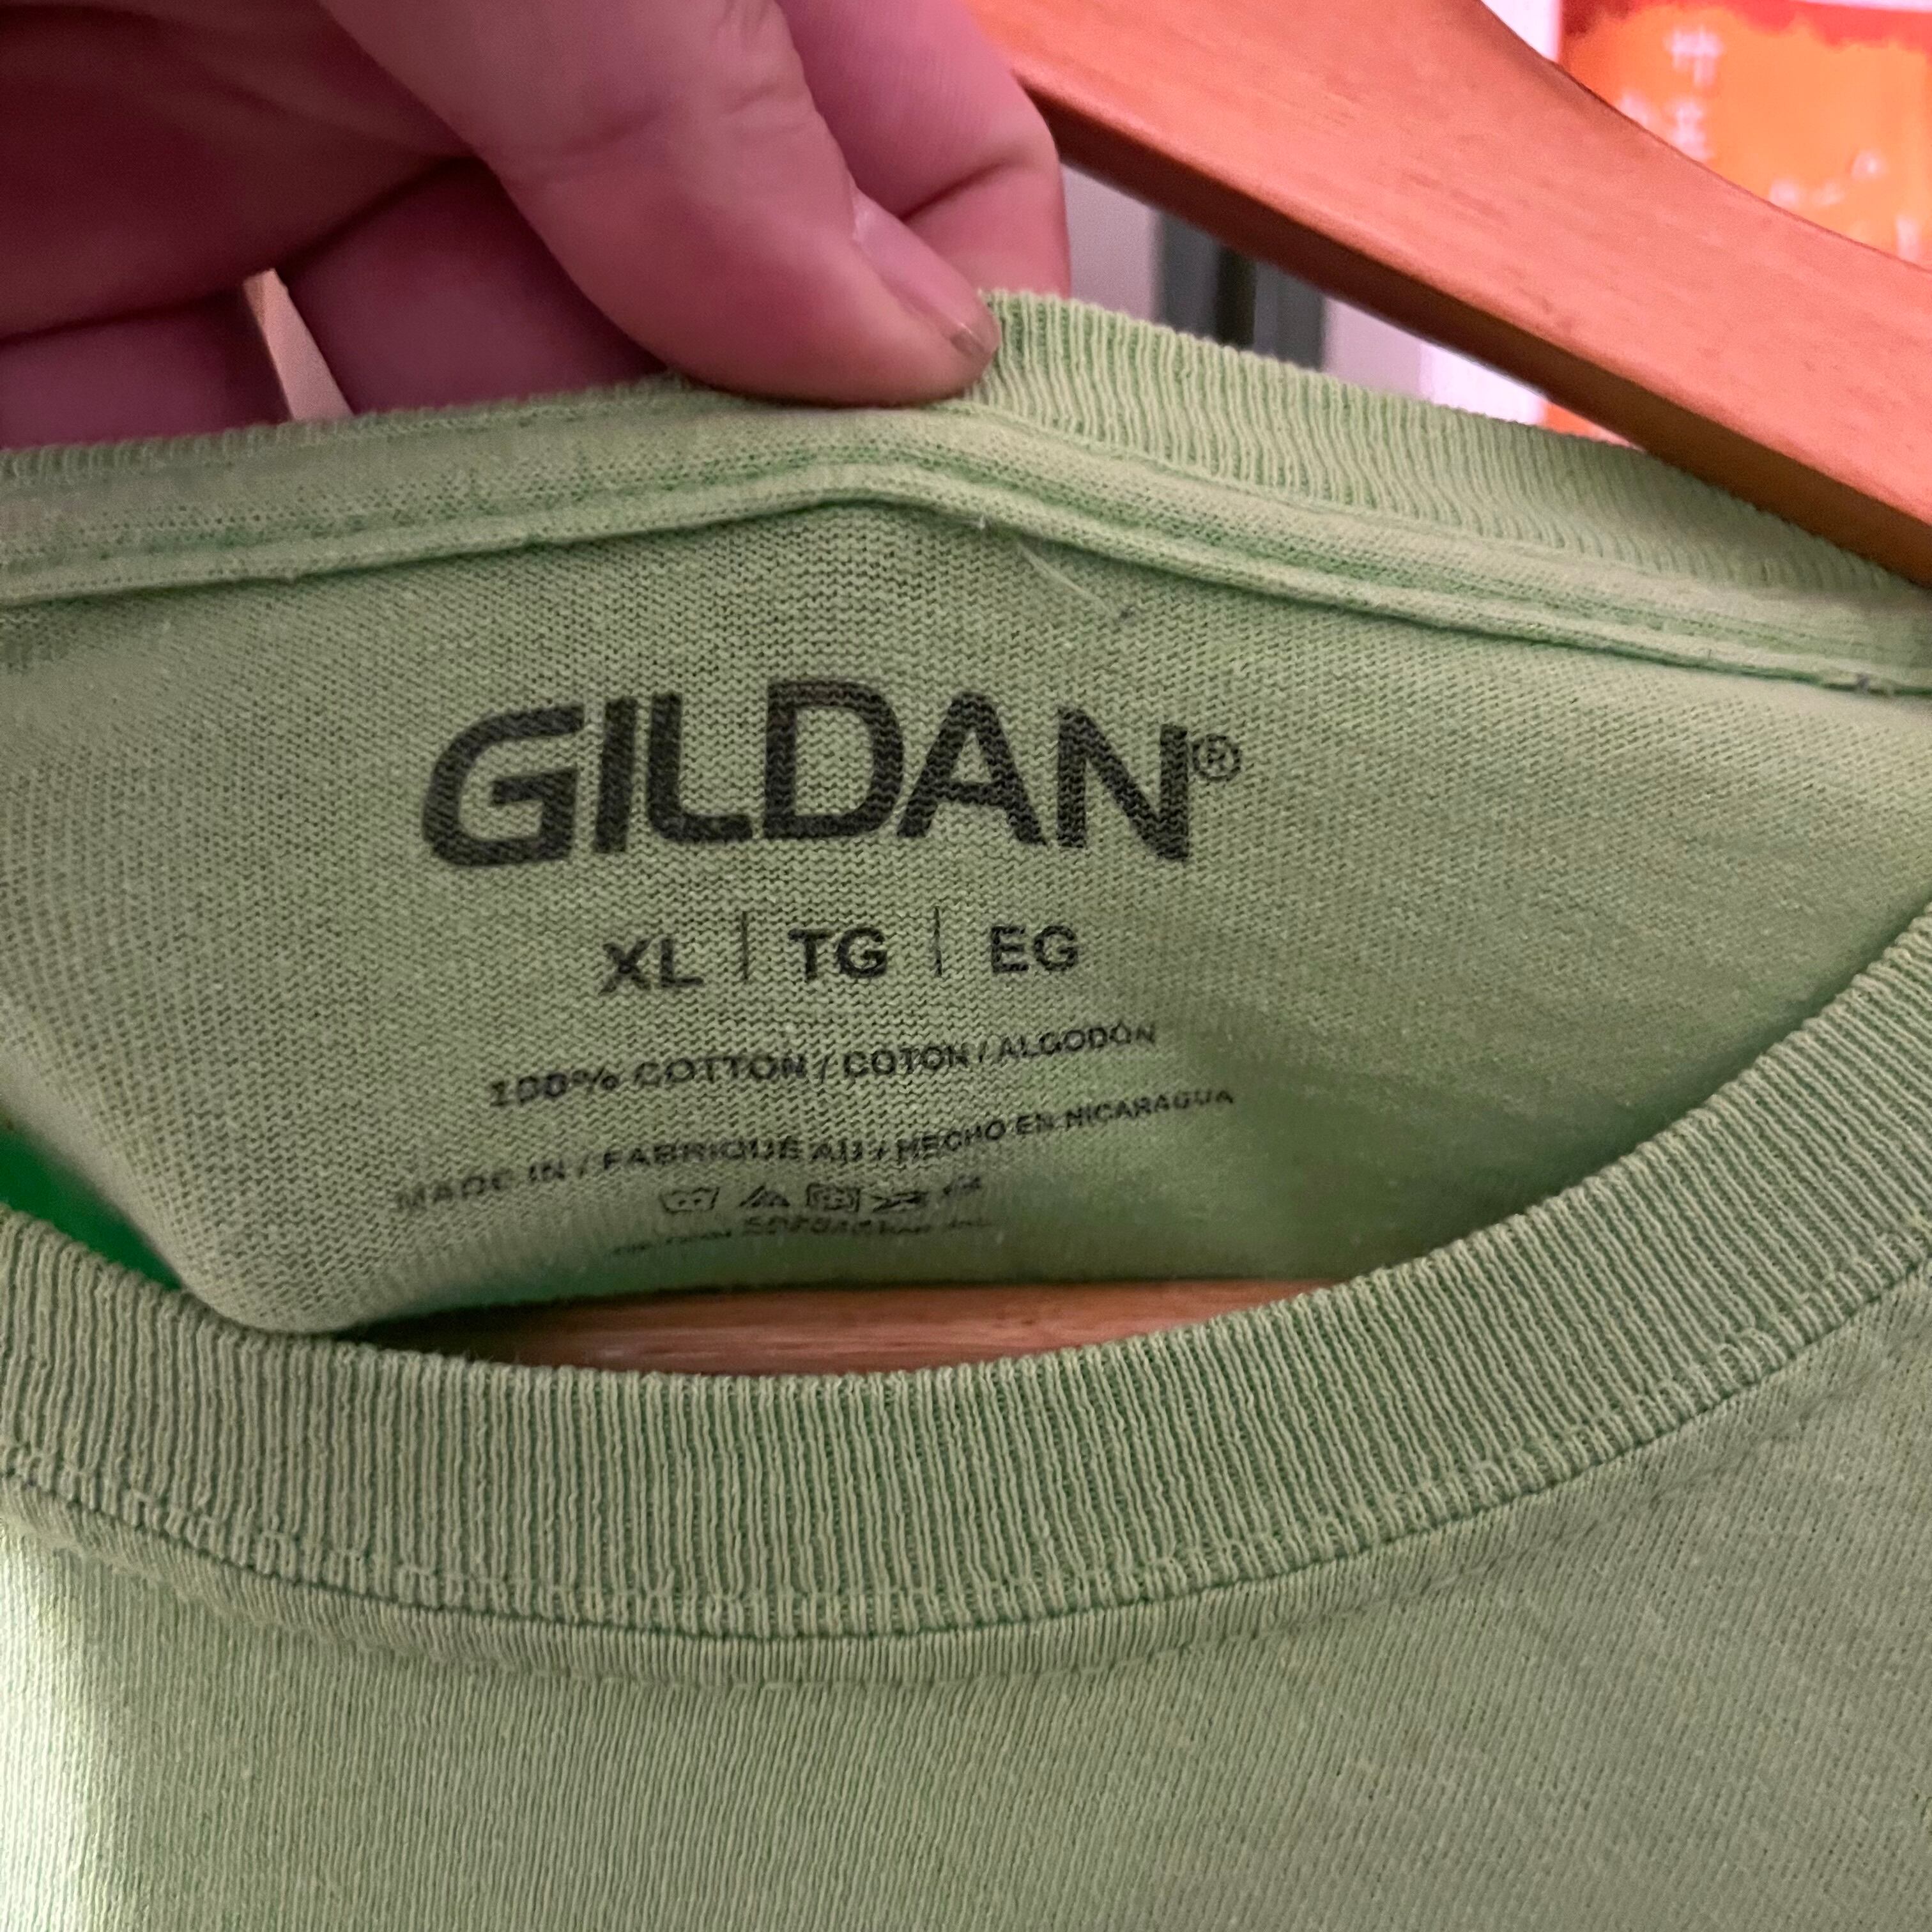 GILDAN®
XL | TG | EG
100% COTTON / COTON / ALGODÓN
MADE IN / FABRIQUÉ AU / HECHO EN NICARAGUA